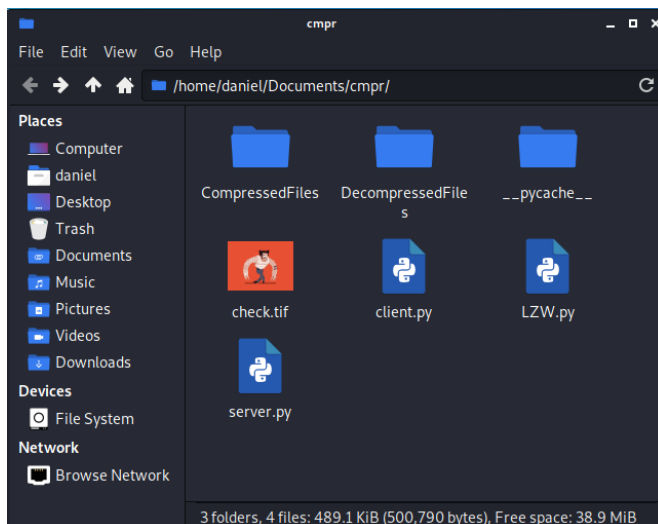 cmpr
File Edit View Go Help
/home/daniel/Documents/cmpr/
Places
Computer
daniel
Desktop
Trash
Documents
Music
Pictures
Videos
Downloads
Devices
File System
Network
Browse Network
CompressedFiles DecompressedFile
s
__pycache__
check.tif client.py LZW.py
server.py
3 folders, 4 files: 489.1 KiB (500,790 bytes), Free space: 38.9 MiB